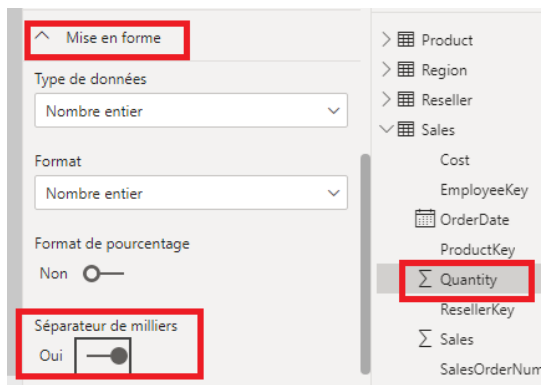 Mise en forme
Type de données
Nombre entier
Format
Nombre entier
Format de pourcentage
Non
Séparateur de milliers
Oui
Product
Region
Reseller
Sales
Cost
EmployeeKey
OrderDate
ProductKey
Quantity
ResellerKey
Sales
SalesOrderNum